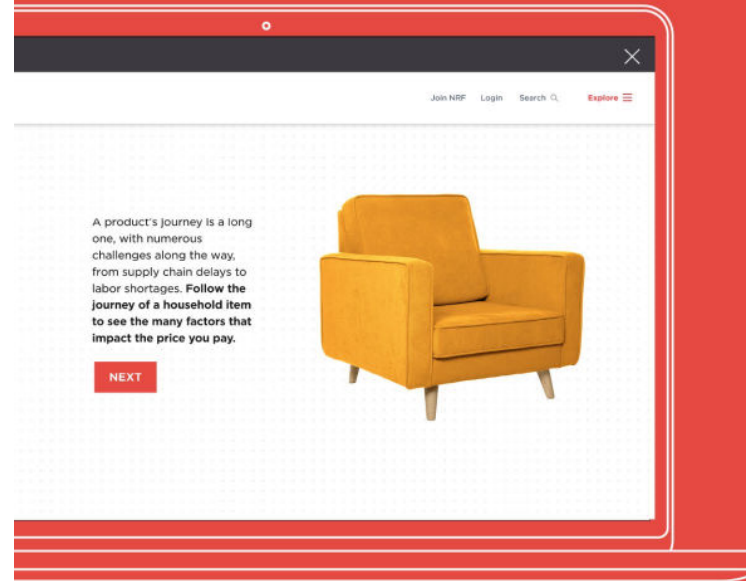 Join NRF Login Search Explore
A product's journey is a long
one, with numerous
challenges along the way,
from supply chain delays to
labor shortages. Follow the
journey of a household item
to see the many factors that
impact the price you pay.
NEXT